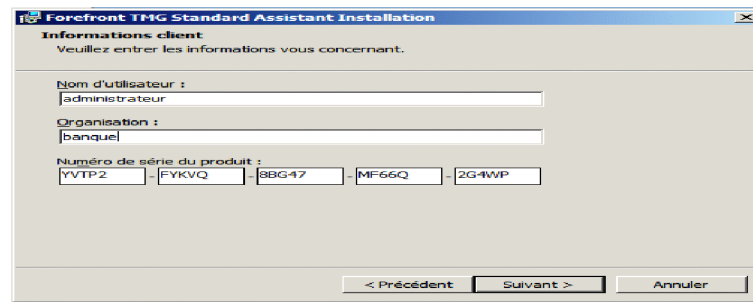 Forefront TMG Standard Assistant Installation
Informations client
Veuillez entrer les informations vous concernant.
Nom d'utilisateur :
administrateur
Organisation :
banque
Numéro de série du produit :
YVTP2 - FYKVQ - 8BG47 - MF66Q - 2G4WP
< Précédent Suivant > Annuler